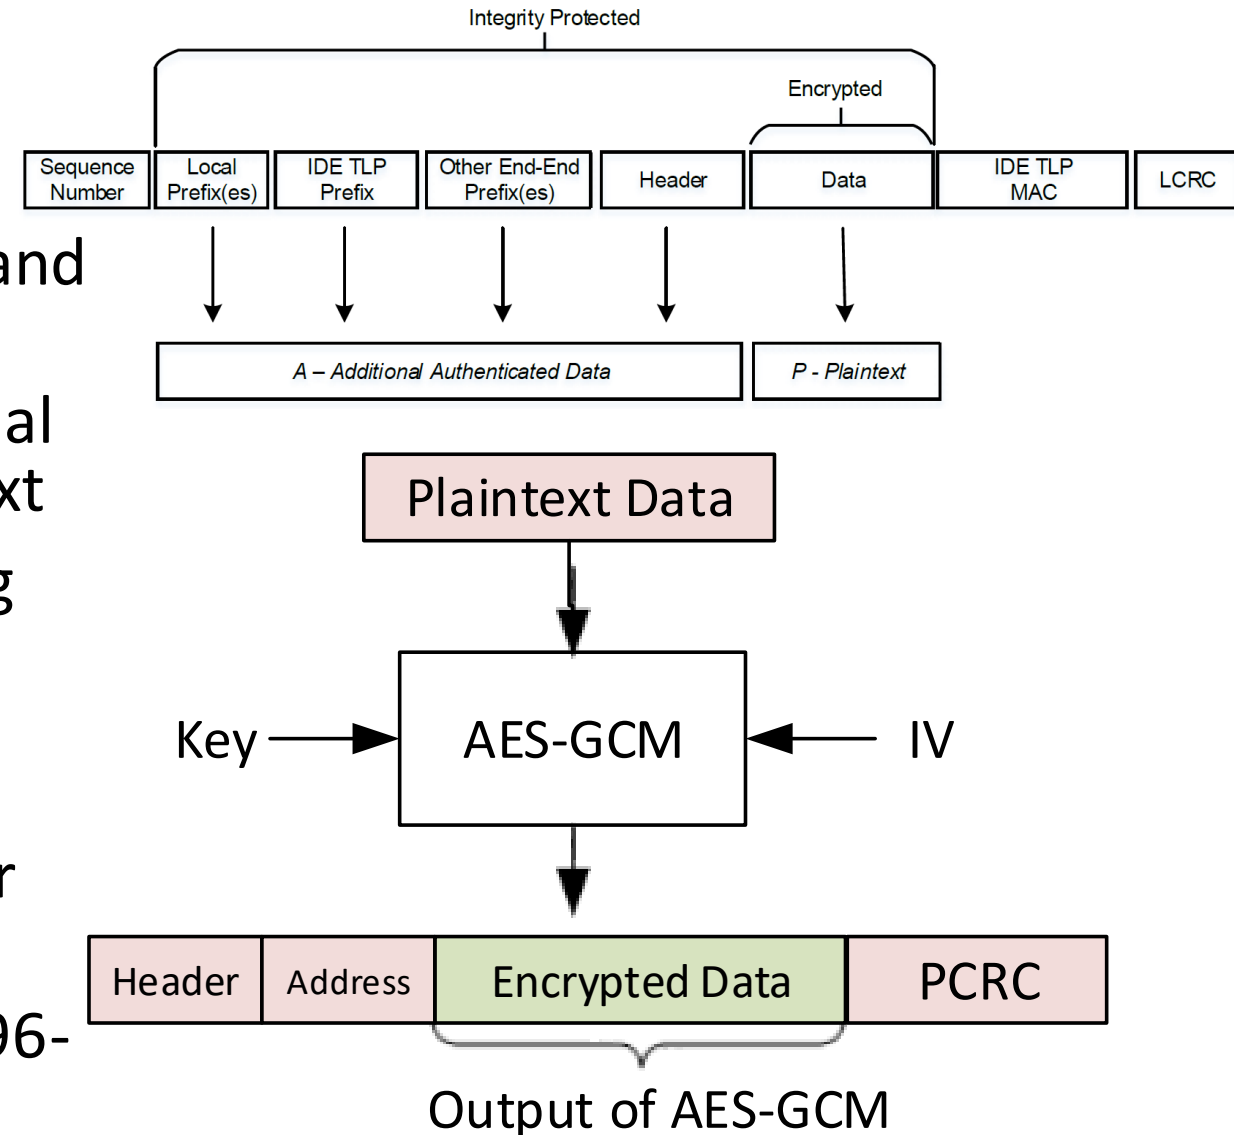 Integrity Protected
Encrypted
Sequence Number
Local Prefix(es)
IDE TLP Prefix
Other End-End Prefix(es)
Header
Data
IDE TLP MAC
LCRC
and
A – Additional Authenticated Data
P - Plaintext
al
xt
Plaintext Data
g
Key
AES-GCM
IV
r
Header
Address
Encrypted Data
PCRC
96-
Output of AES-GCM